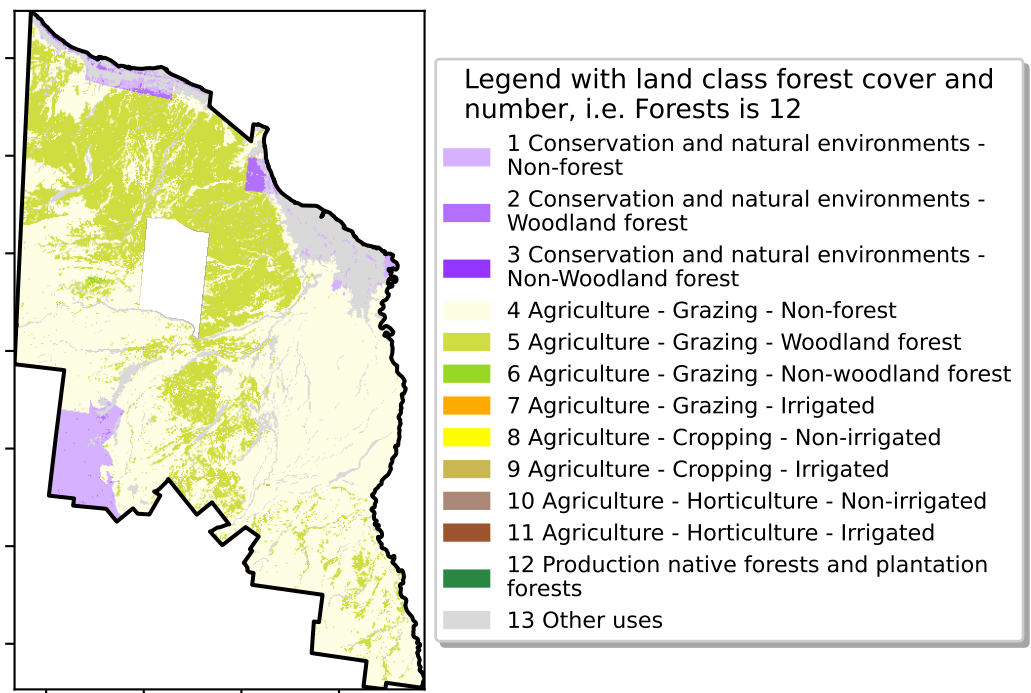 Legend with land class forest cover and
number, i.e. Forests is 12
1 Conservation and natural environments -
Non-forest
2 Conservation and natural environments -
Woodland forest
3 Conservation and natural environments -
Non-Woodland forest
4 Agriculture - Grazing - Non-forest
5 Agriculture - Grazing - Woodland forest
6 Agriculture - Grazing - Non-woodland forest
7 Agriculture - Grazing - Irrigated
8 Agriculture - Cropping - Non-irrigated
9 Agriculture - Cropping - Irrigated
10 Agriculture - Horticulture - Non-irrigated
11 Agriculture - Horticulture - Irrigated
12 Production native forests and plantation
forests
13 Other uses